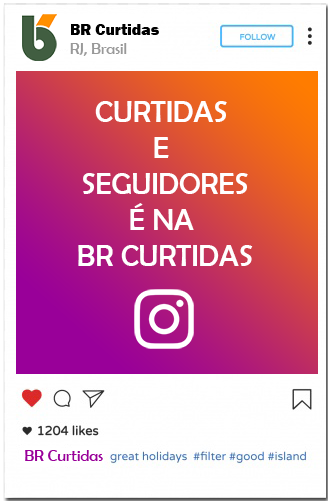 BR Curtidas
RJ, Brasil
FOLLOW
CURTIDAS
E
SEGUIDORES
É NA
BR CURTIDAS
1204 likes
BR Curtidas great holidays #filter #good #island